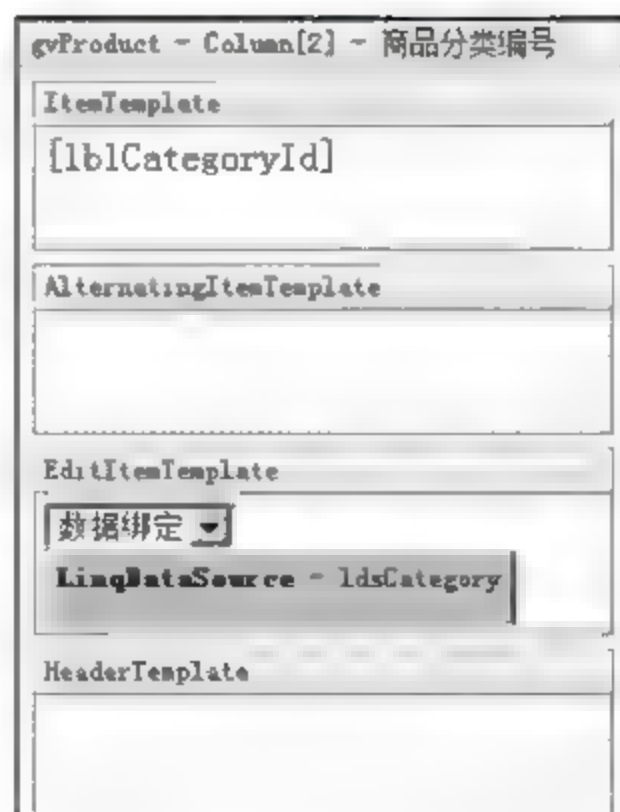 gvProduct - Column[2] - 商品分类编号
ItemTemplate
[lblCategoryId]
AlternatingItemTemplate
EditItemTemplate
数据绑定
LinqDataSource - ldsCategory
HeaderTemplate